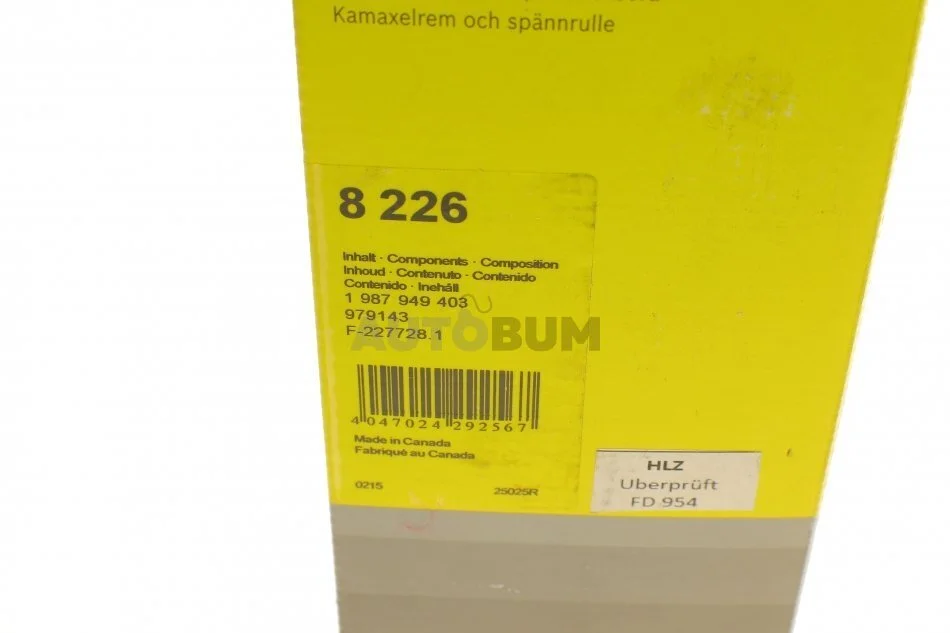 Kamaxelrem och spännrulle
8 226
Inhalt · Components · Composition
Inhoud · Contenuto · Contenido
Contenido · Inehåll
1 987 949 403
979143
F-227728.1
AUTOBUM
4 047024 292567
Made in Canada
Fabriqué au Canada
0215 25025R
HLZ
Uberprüft
FD 954